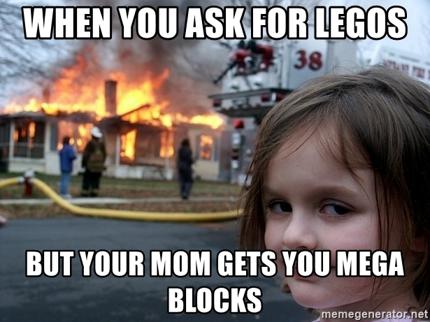 WHEN YOU ASK FOR LEGOS
38
BUT YOUR MOM GETS YOU MEGA
BLOCKS
memegenerator.net